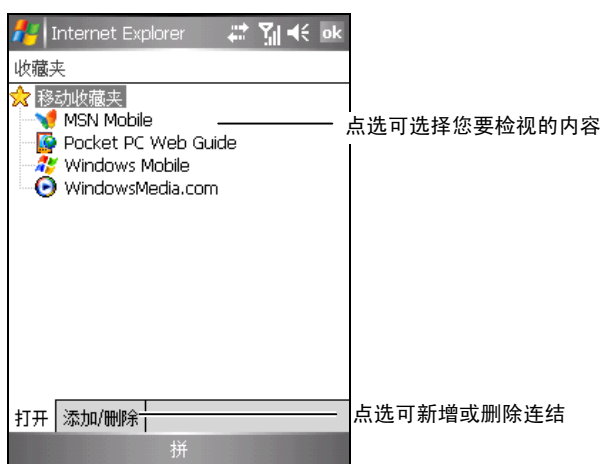 Internet Explorer ok
收藏夹
移动收藏夹
MSN Mobile
点选可选择您要检视的内容
Pocket PC Web Guide
Windows Mobile
WindowsMedia.com
打开 添加/删除
点选可新增或删除连结
拼